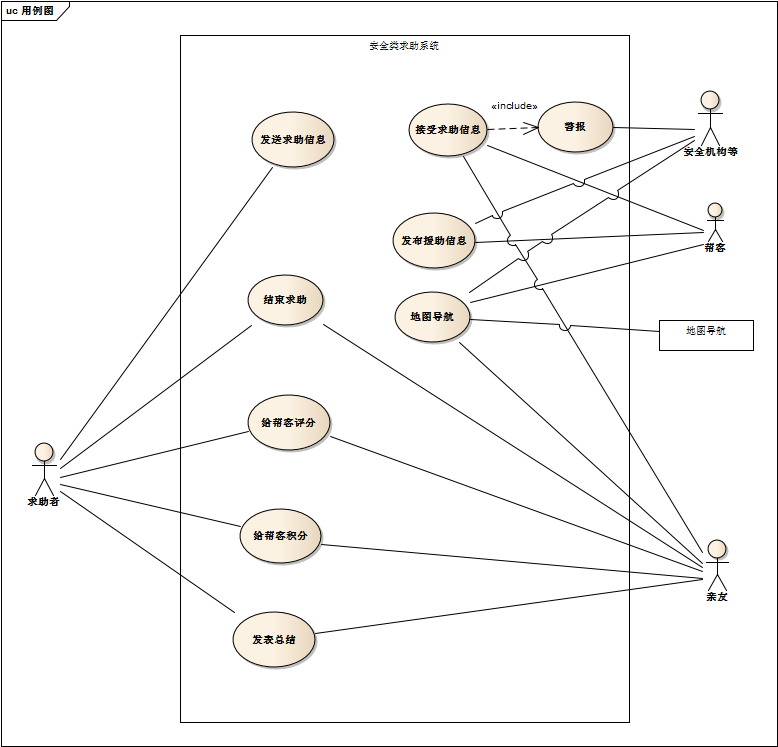 uc 用例图
安全类求助系统
发送求助信息
接受求助信息
«include»
警报
安全机构等
发布援助信息
帮客
结束求助
地图导航
地图导航
给帮客评分
求助者
给帮客积分
亲友
发表总结